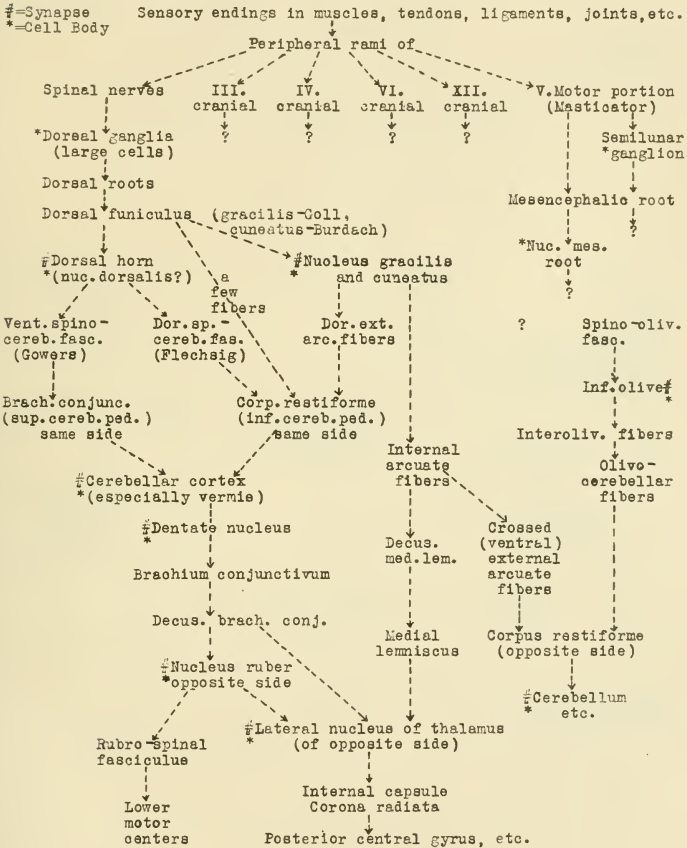 #=Synapse Sensory endings in muscles, tendons, ligaments, joints,etc.
*=Cell Body
Peripheral rami of
Spinal nerves III. IV. VI. XII. V.Motor portion
cranial cranial cranial cranial (Masticator)
? ? ? ?
*Dorsal ganglia Semilunar
(large cells) *ganglion
Dorsal roots
Mesencephalic root
Dorsal funiculus (gracilis-Goll, ?
cuneatus-Burdach)
*Nuc. mes.
#Dorsal horn #Nucleus gracilis root
*(nuc.dorsalis?) a * and cuneatus
few ?
fibers
Vent.spino- Dor.sp.- Dor.ext. ? Spino-oliv.
cereb.fasc. cereb.fas. arc.fibers fasc.
(Gowers) (Flechsig)
Inf.olive#
*
Brach.conjunc. Corp.restiforme
(sup.cereb.ped.) (inf.cereb.ped.)
same side same side Interoliv. fibers
Internal
arcuate Olivo-
fibers cerebellar
fibers
#Cerebellar cortex
*(especially vermie)
#Dentate nucleus
*
Crossed
Decus. (ventral)
med.lem. external
arcuate
fibers
Brachium conjunctivum
Decus. brach. conj.
Medial Corpus restiforme
lemniscus (opposite side)
#Nucleus ruber
*opposite side
#Cerebellum
* etc.
#Lateral nucleus of thalamus
* (of opposite side)
Rubro-spinal
fasciculus
Internal capsule
Corona radiata
Lower
motor
centers Posterior central gyrus, etc.